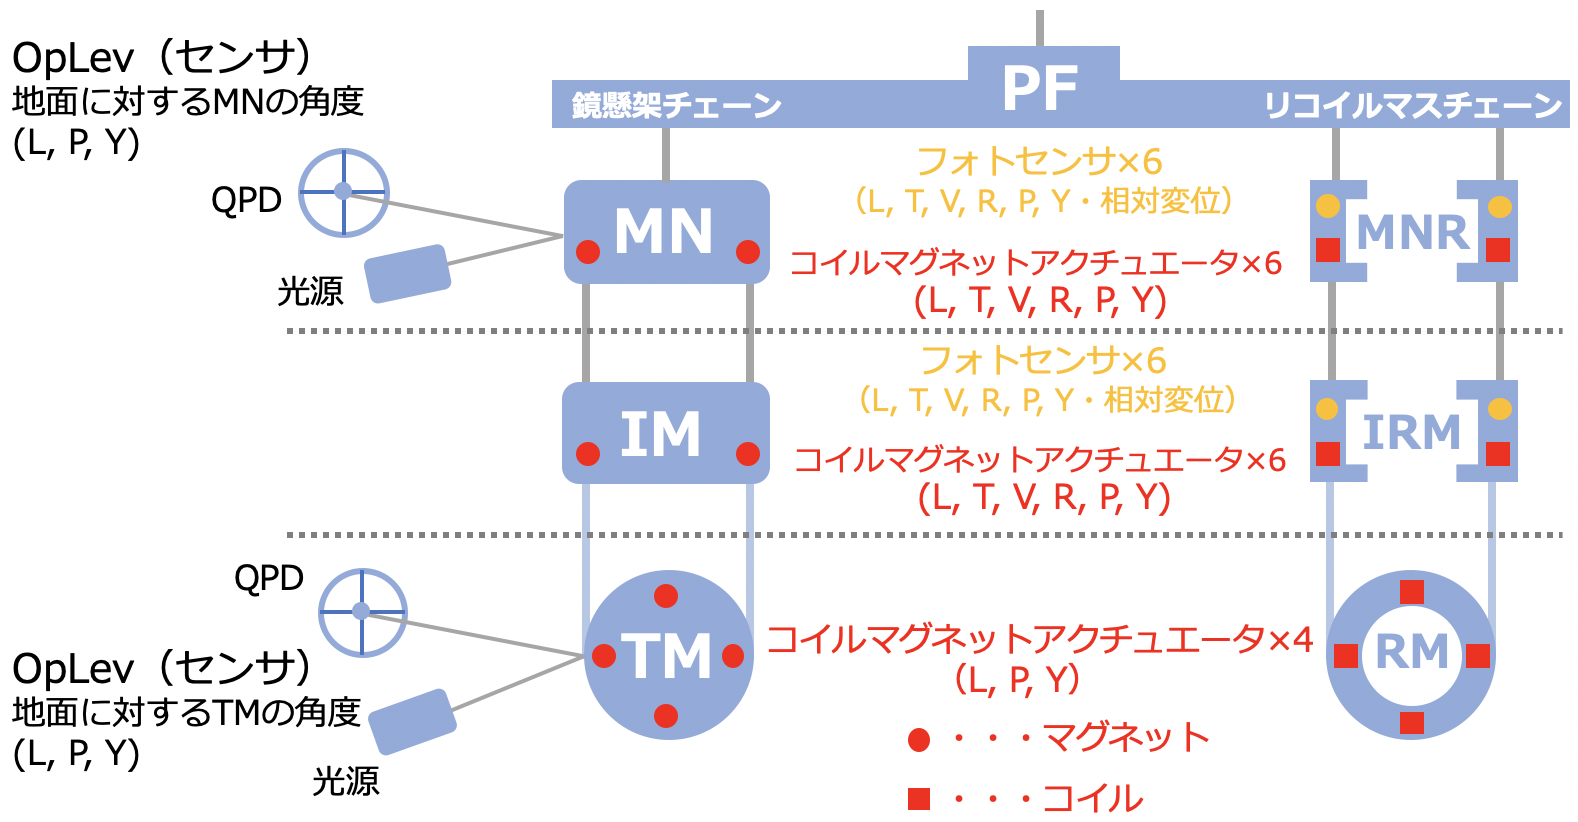 OpLev（センサ）
地面に対するMNの角度
(L, P, Y)
QPD
光源
PF
鏡懸架チェーン
リコイルマスチェーン
フォトセンサ×6
（L, T, V, R, P, Y・相対変位）
MN
MNR
コイルマグネットアクチュエータ×6
(L, T, V, R, P, Y)
フォトセンサ×6
（L, T, V, R, P, Y・相対変位）
IM
IRM
コイルマグネットアクチュエータ×6
(L, T, V, R, P, Y)
QPD
OpLev（センサ）
地面に対するTMの角度
(L, P, Y)
光源
TM
コイルマグネットアクチュエータ×4
（L, P, Y）
RM
・・・マグネット
・・・コイル